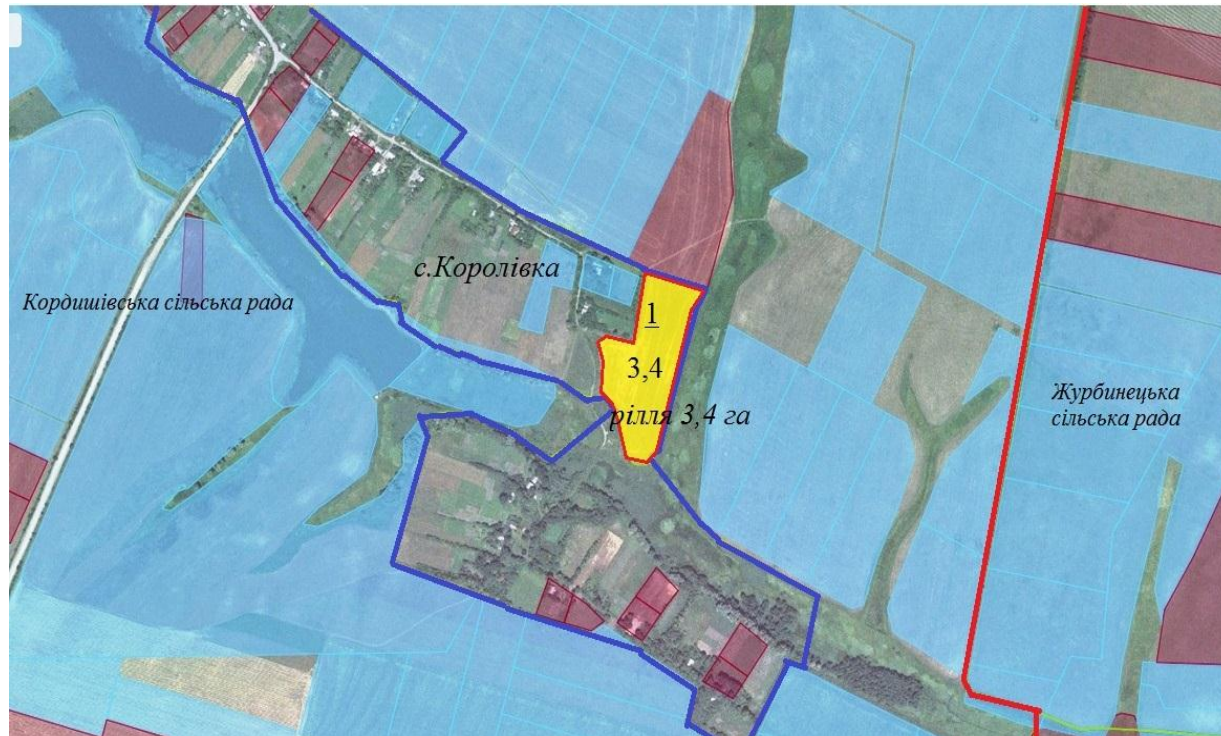 с.Королівка
Кордишівська сільська рада
1
3,4
рілля 3,4 га
Журбинецька
сільська рада